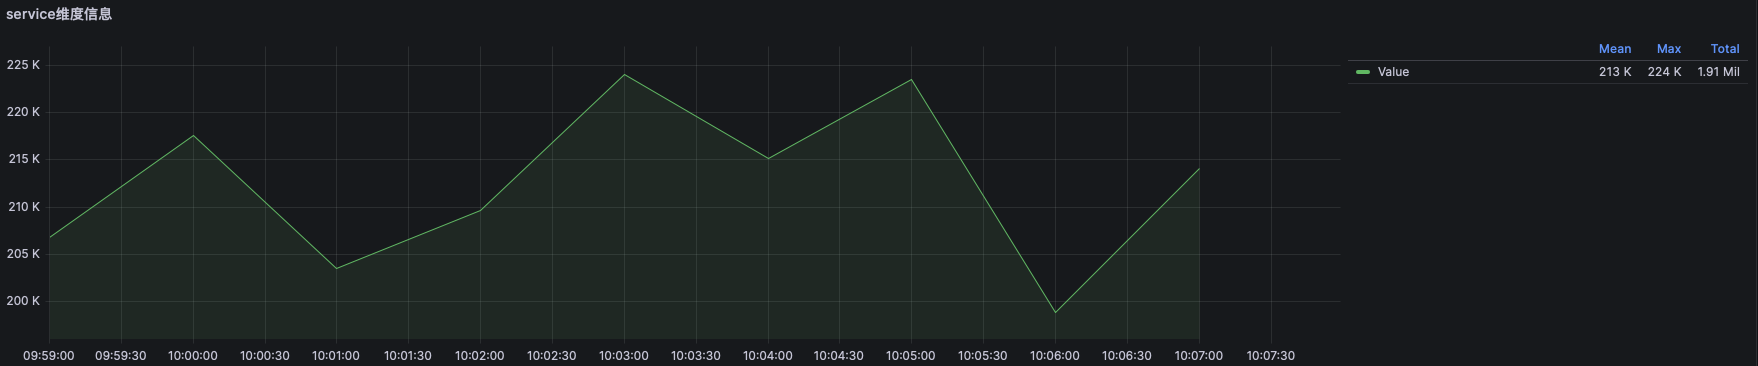 service维度信息
Mean Max Total
Value 213 K 224 K 1.91 Mil
225 K
220 K
215 K
210 K
205 K
200 K
09:59:00 09:59:30 10:00:00 10:00:30 10:01:00 10:01:30 10:02:00 10:02:30 10:03:00 10:03:30 10:04:00 10:04:30 10:05:00 10:05:30 10:06:00 10:06:30 10:07:00 10:07:30